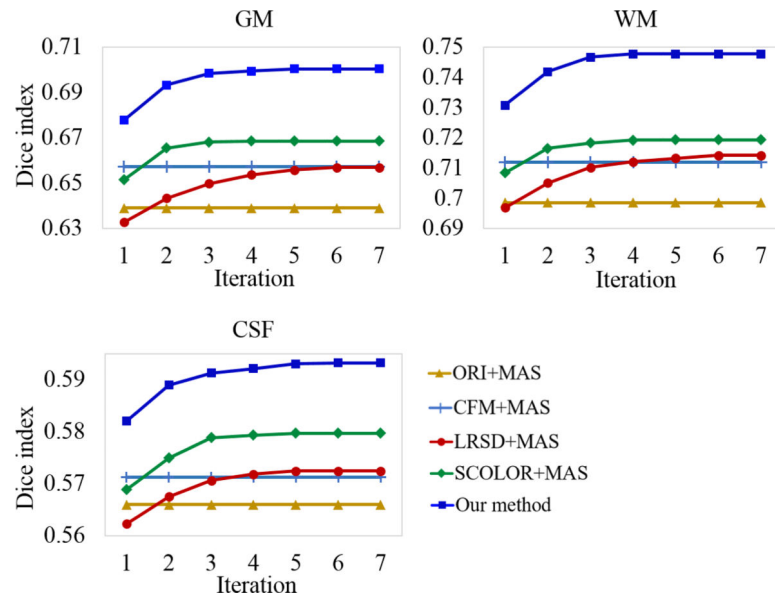 GM
0.71
0.69
0.67
0.65
0.63
Dice index
1 2 3 4 5 6 7
Iteration
WM
0.75
0.74
0.73
0.72
0.71
0.7
0.69
1 2 3 4 5 6 7
Iteration
CSF
0.59
0.58
0.57
0.56
Dice index
1 2 3 4 5 6 7
Iteration
ORI+MAS
CFM+MAS
LRSD+MAS
SCOLOR+MAS
Our method